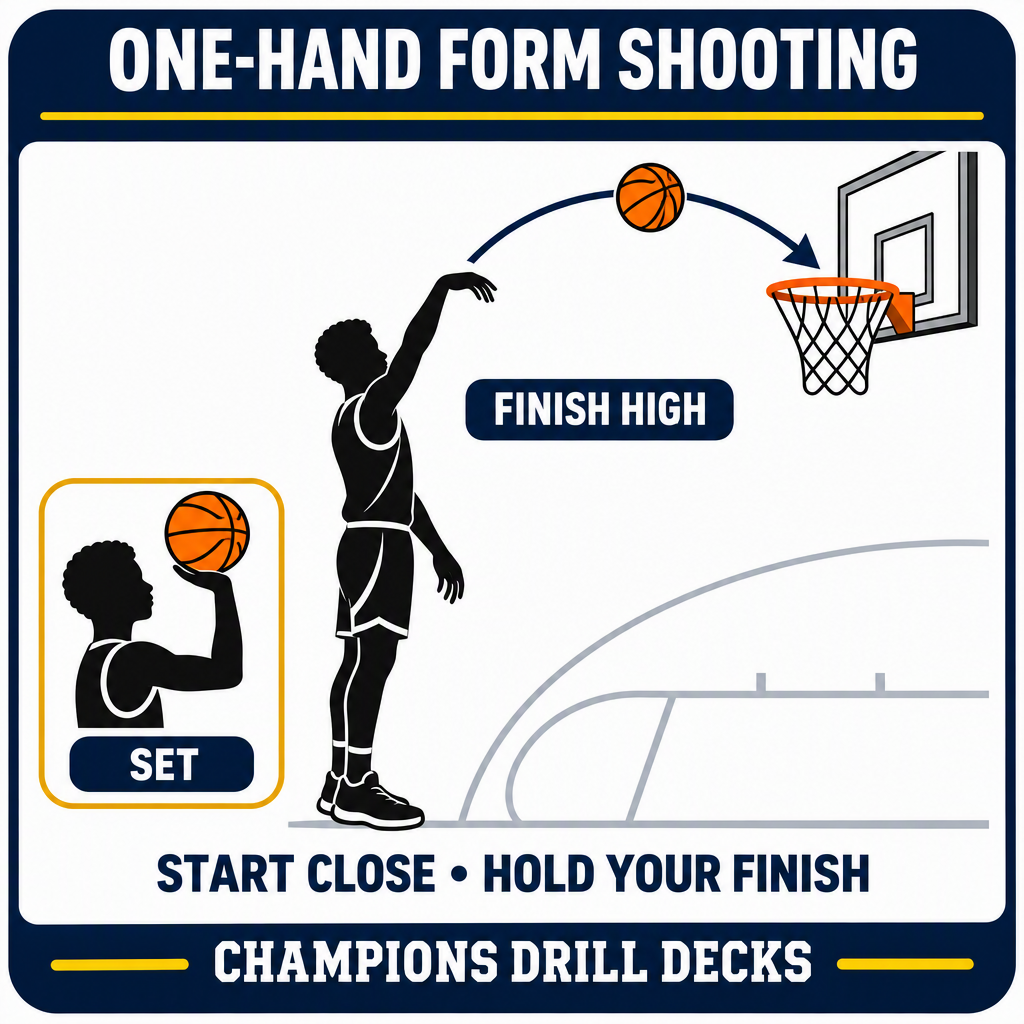 ONE-HAND FORM SHOOTING
FINISH HIGH
SET
START CLOSE • HOLD YOUR FINISH
CHAMPIONS DRILL DECKS